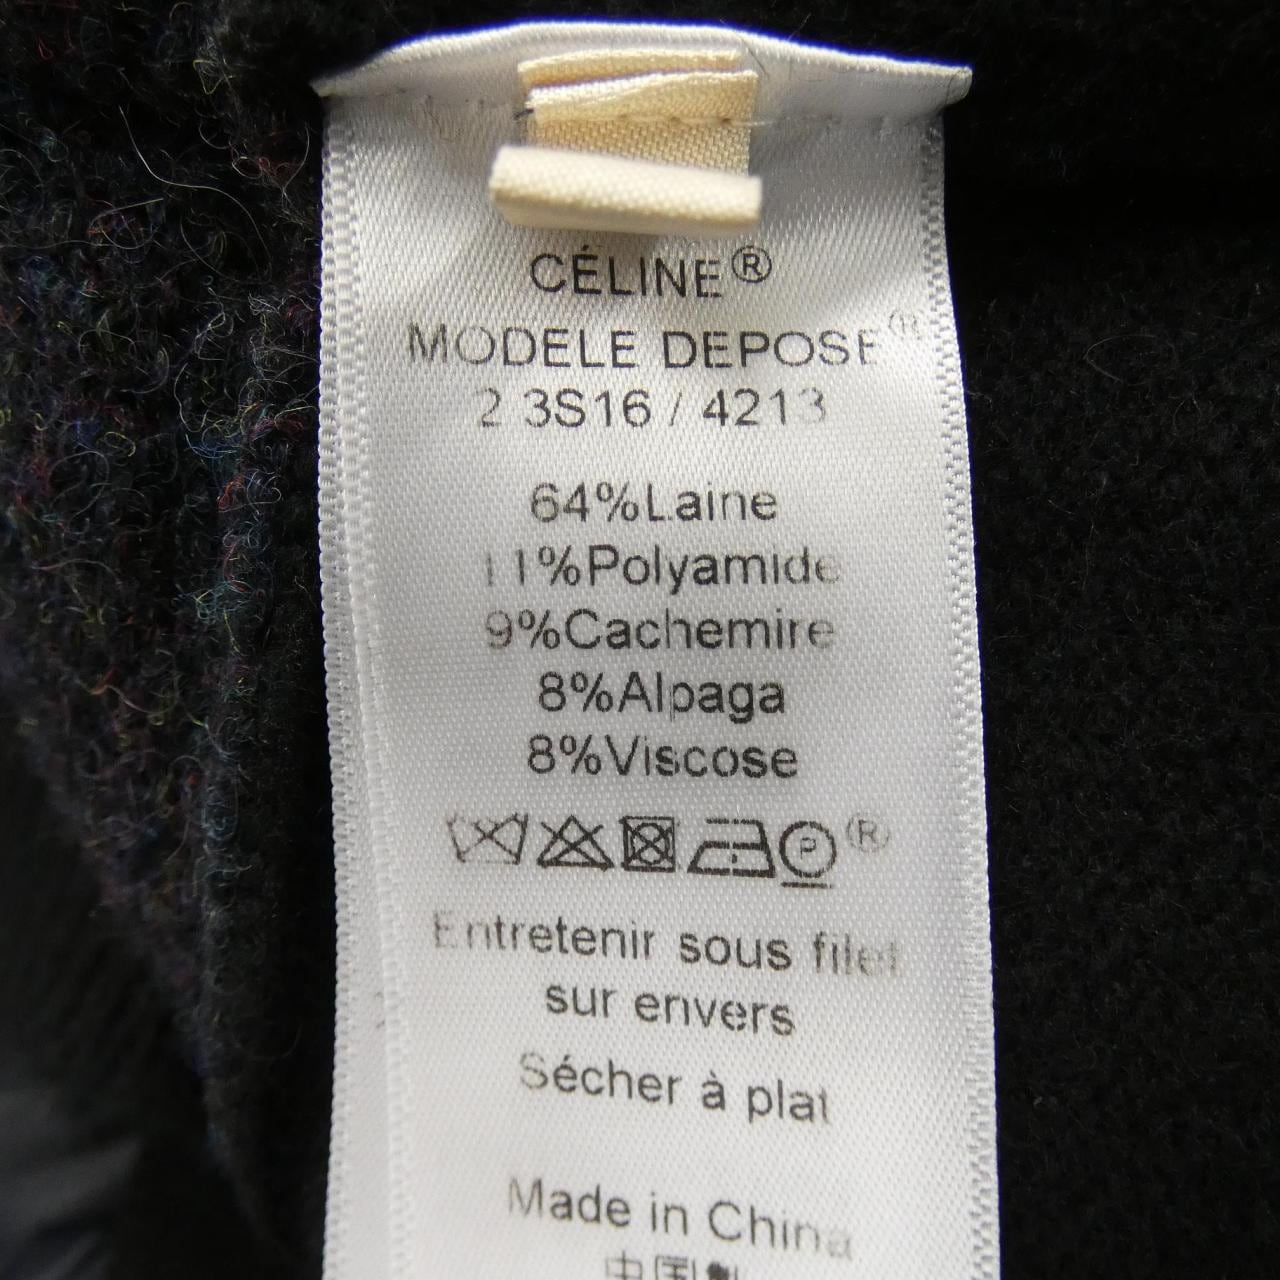 CÉLINE®
MODELE DEPOSE®
2 3S16 / 4213
64%Laine
11%Polyamide
9%Cachemire
8%Alpaga
8%Viscose
P ®
Entretenir sous filet
sur envers
Sécher à plat
Made in China
中国制